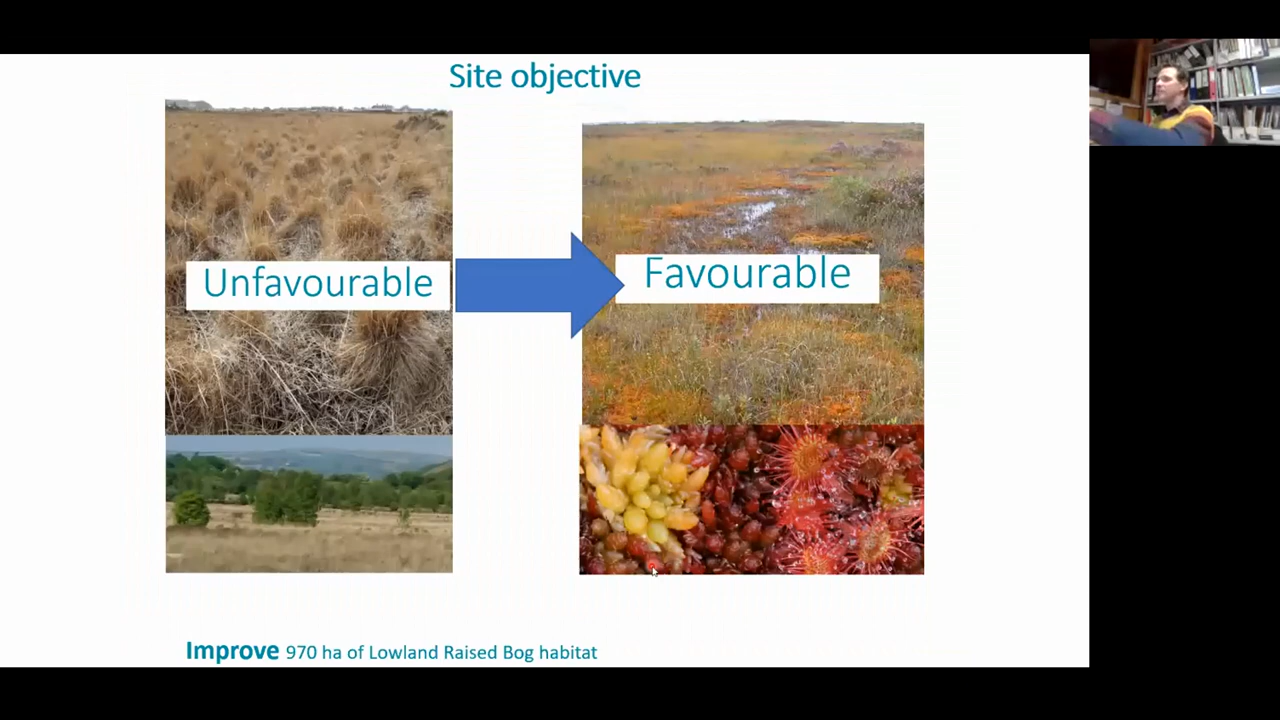 Site objective
Unfavourable
Favourable
Improve 970 ha of Lowland Raised Bog habitat